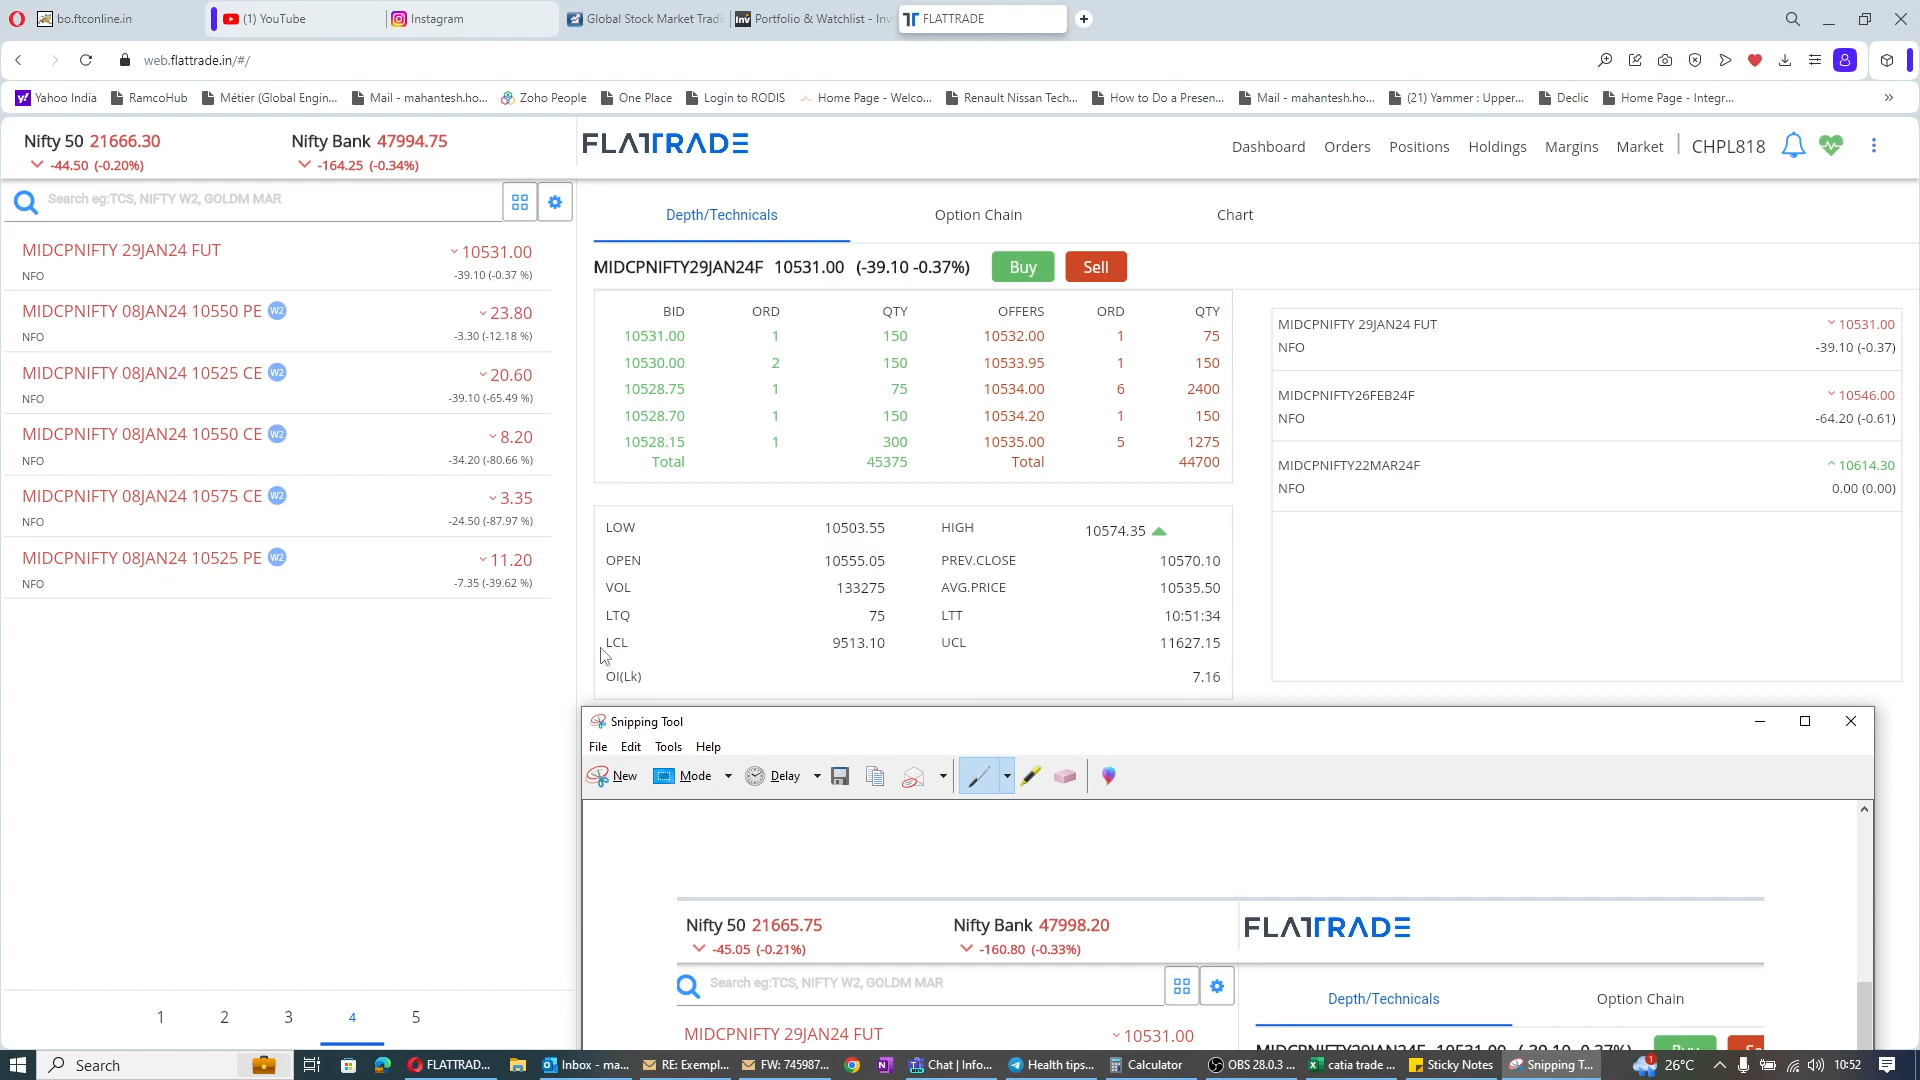 bo.ftconline.in
(1) YouTube
Instagram
Global Stock Market Tradi
Portfolio & Watchlist - Inv
FLATTRADE
web.flattrade.in/#/
Yahoo India
RamcoHub
Métier (Global Engin...
Mail - mahantesh.ho...
Zoho People
One Place
Login to RODIS
Home Page - Welco...
Renault Nissan Tech...
How to Do a Presen...
Mail - mahantesh.ho...
(21) Yammer : Upper...
Declic
Home Page - Integr...
Nifty 50 21666.30
-44.50 (-0.20%)
Nifty Bank 47994.75
-164.25 (-0.34%)
FLATTRADE
Dashboard
Orders
Positions
Holdings
Margins
Market
CHPL818
Search eg:TCS, NIFTY W2, GOLDM MAR
MIDCPNIFTY 29JAN24 FUT 10531.00
NFO -39.10 (-0.37 %)
MIDCPNIFTY 08JAN24 10550 PE W2 23.80
NFO -3.30 (-12.18 %)
MIDCPNIFTY 08JAN24 10525 CE W2 20.60
NFO -39.10 (-65.49 %)
MIDCPNIFTY 08JAN24 10550 CE W2 8.20
NFO -34.20 (-80.66 %)
MIDCPNIFTY 08JAN24 10575 CE W2 3.35
NFO -24.50 (-87.97 %)
MIDCPNIFTY 08JAN24 10525 PE W2 11.20
NFO -7.35 (-39.62 %)
1 2 3 4 5
Depth/Technicals
Option Chain
Chart
MIDCPNIFTY29JAN24F 10531.00 (-39.10 -0.37%) Buy Sell
BID ORD QTY OFFERS ORD QTY
10531.00 1 150 10532.00 1 75
10530.00 2 150 10533.95 1 150
10528.75 1 75 10534.00 6 2400
10528.70 1 150 10534.20 1 150
10528.15 1 300 10535.00 5 1275
Total 45375 Total 44700
LOW 10503.55 HIGH 10574.35
OPEN 10555.05 PREV.CLOSE 10570.10
VOL 133275 AVG.PRICE 10535.50
LTQ 75 LTT 10:51:34
LCL 9513.10 UCL 11627.15
OI(Lk) 7.16
MIDCPNIFTY 29JAN24 FUT 10531.00
NFO -39.10 (-0.37)
MIDCPNIFTY26FEB24F 10546.00
NFO -64.20 (-0.61)
MIDCPNIFTY22MAR24F 10614.30
NFO 0.00 (0.00)
Snipping Tool
File Edit Tools Help
New Mode Delay
Nifty 50 21665.75
-45.05 (-0.21%)
Nifty Bank 47998.20
-160.80 (-0.33%)
FLATTRADE
Search eg:TCS, NIFTY W2, GOLDM MAR
Depth/Technicals
Option Chain
MIDCPNIFTY 29JAN24 FUT 10531.00
MIDCPNIFTY29JAN24F 10531.00 (-39.10 -0.37%) Buy Se
Search
FLATTRAD...
Inbox - ma...
RE: Exempl...
FW: 745987...
Chat | Info...
Health tips...
Calculator
OBS 28.0.3 ...
catia trade ...
Sticky Notes
Snipping T...
1
26°C
10:52